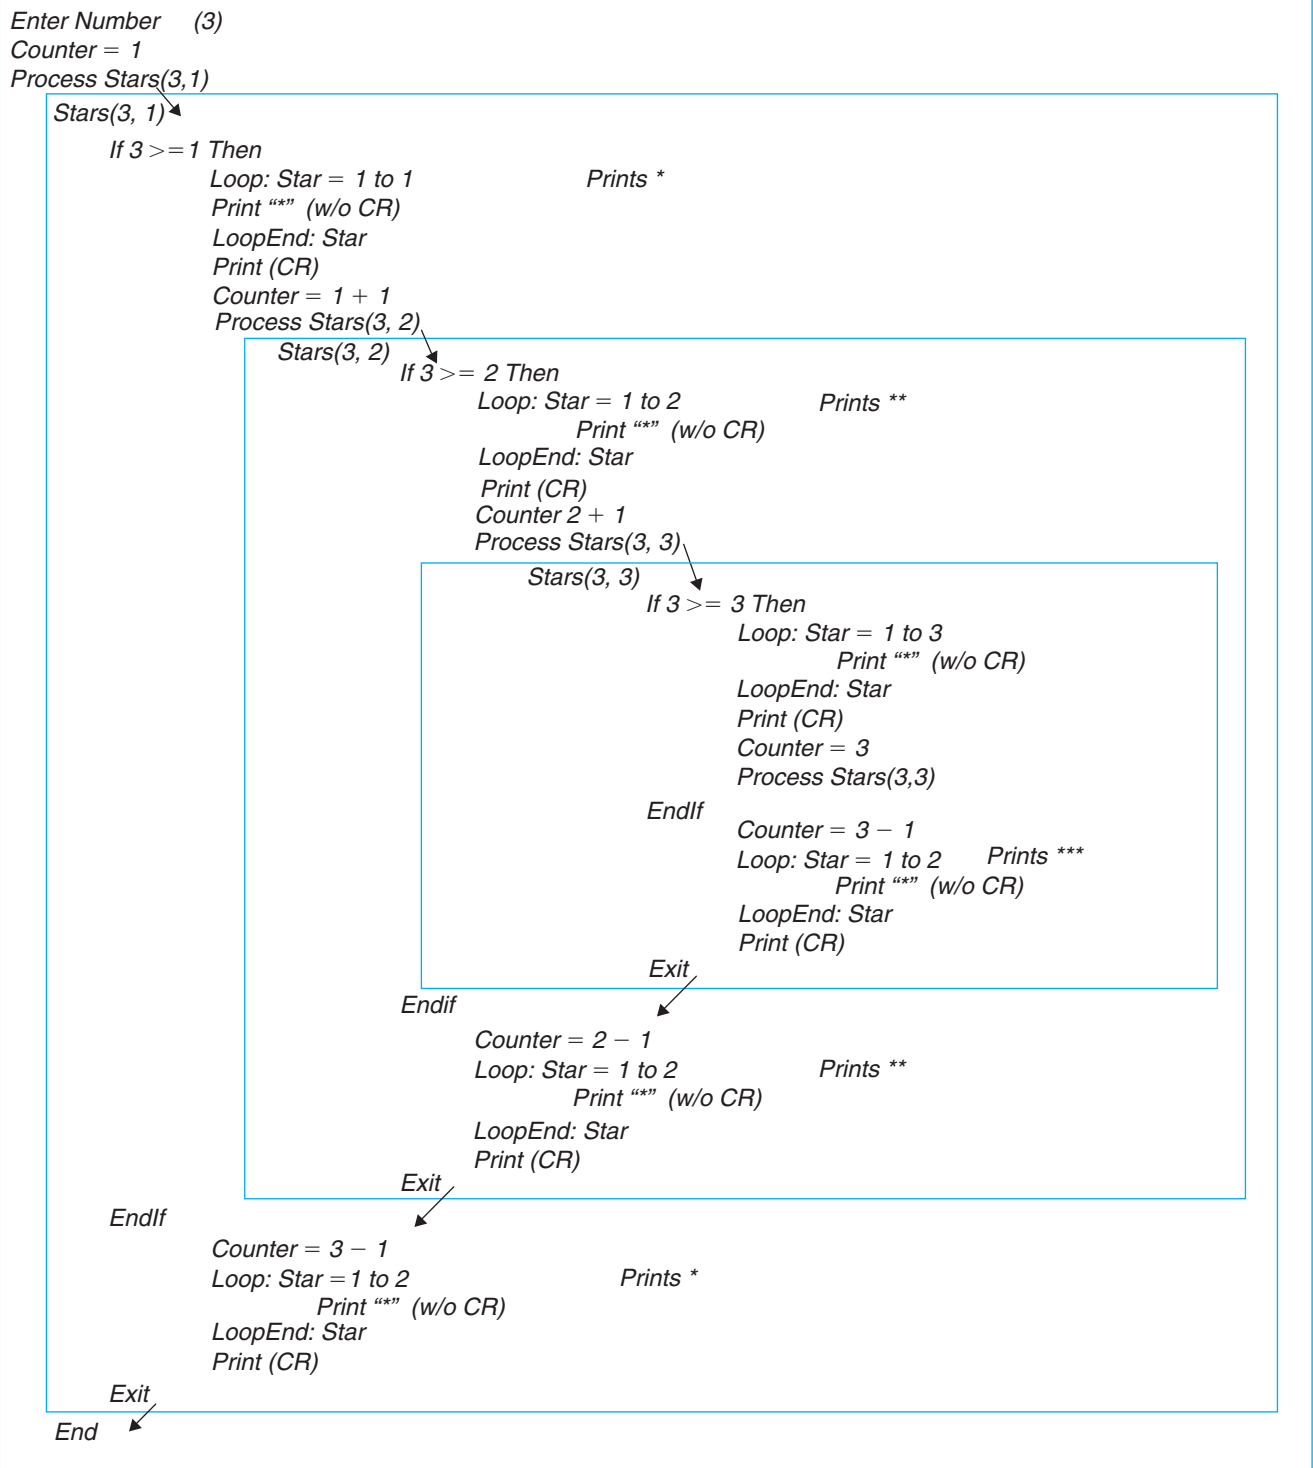 Enter Number (3)
Counter = 1
Process Stars(3,1)
Stars(3, 1)
If 3 >=1 Then
Loop: Star = 1 to 1 Prints *
Print “*” (w/o CR)
LoopEnd: Star
Print (CR)
Counter = 1 + 1
Process Stars(3, 2)
Stars(3, 2)
If 3 >= 2 Then
Loop: Star = 1 to 2 Prints **
Print “*” (w/o CR)
LoopEnd: Star
Print (CR)
Counter 2 + 1
Process Stars(3, 3)
Stars(3, 3)
If 3 >= 3 Then
Loop: Star = 1 to 3
Print “*” (w/o CR)
LoopEnd: Star
Print (CR)
Counter = 3
Process Stars(3,3)
EndIf
Counter = 3 − 1
Loop: Star = 1 to 2 Prints ***
Print “*” (w/o CR)
LoopEnd: Star
Print (CR)
Exit
Endif
Counter = 2 − 1
Loop: Star = 1 to 2 Prints **
Print “*” (w/o CR)
LoopEnd: Star
Print (CR)
Exit
EndIf
Counter = 3 − 1
Loop: Star =1 to 2 Prints *
Print “*” (w/o CR)
LoopEnd: Star
Print (CR)
Exit
End